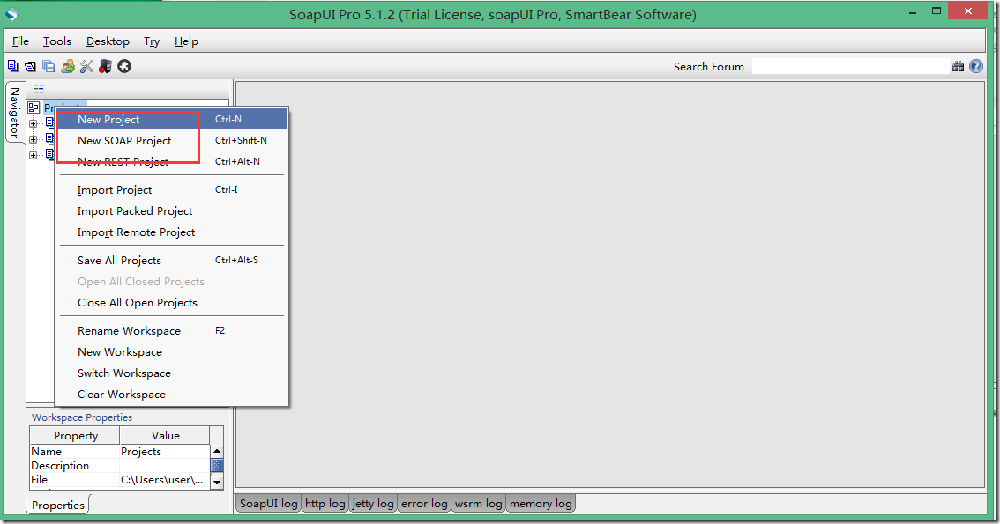 SoapUI Pro 5.1.2 (Trial License, soapUI Pro, SmartBear Software)
File Tools Desktop Try Help
Search Forum
Navigator
New Project Ctrl-N
New SOAP Project Ctrl+Shift-N
New REST Project Ctrl+Alt-N
Import Project Ctrl-I
Import Packed Project
Import Remote Project
Save All Projects Ctrl+Alt-S
Open All Closed Projects
Close All Open Projects
Rename Workspace F2
New Workspace
Switch Workspace
Clear Workspace
Workspace Properties
Property Value
Name Projects
Description
File C:\Users\user\...
Properties
SoapUI log http log jetty log error log wsrm log memory log